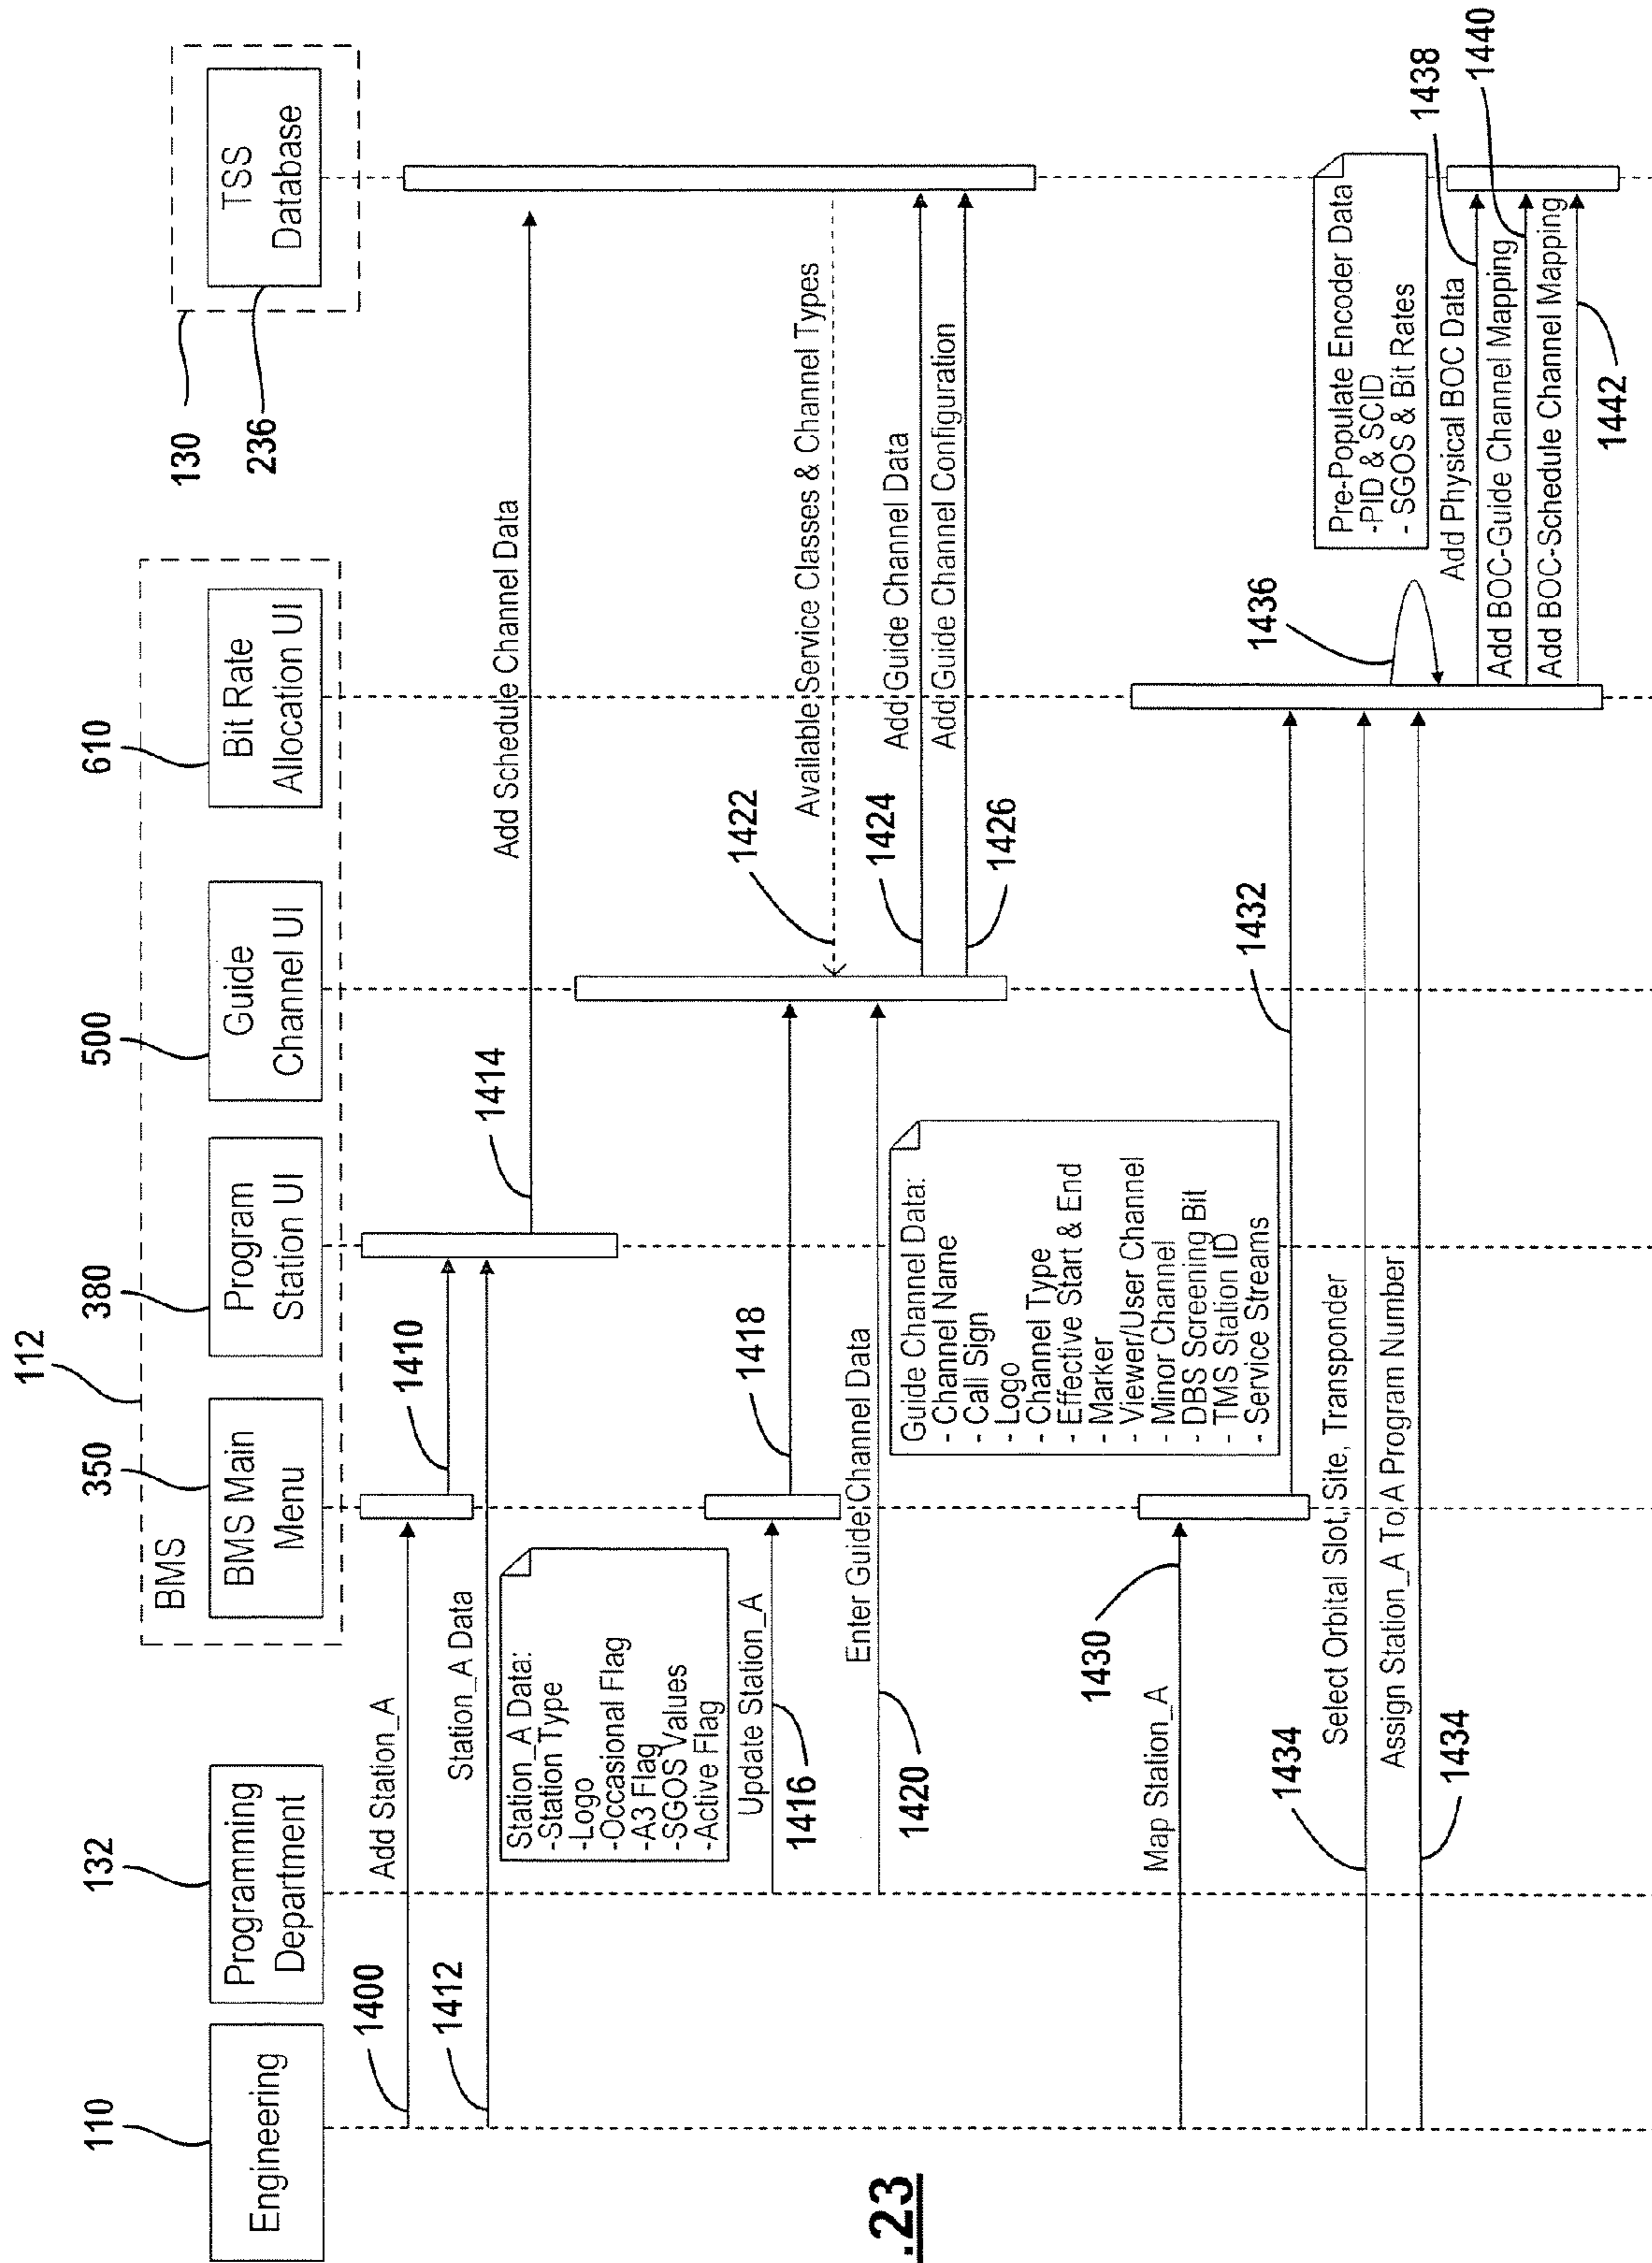 112
130
110
132
350
380
500
610
236
Engineering
Programming
Department
BMS
BMS Main
Menu
Program
Station UI
Guide
Channel UI
Bit Rate
Allocation UI
TSS
Database
1400
Add Station_A
1410
1412
Station_A Data
1414
Add Schedule Channel Data
Station_A Data:
-Station Type
-Logo
-Occasional Flag
-A3 Flag
-SGOS Values
-Active Flag
Update Station_A
1416
1418
1422
Available Service Classes & Channel Types
Enter Guide Channel Data
1420
1424
Add Guide Channel Data
Add Guide Channel Configuration
1426
Guide Channel Data:
- Channel Name
- Call Sign
- Logo
- Channel Type
- Effective Start & End
- Marker
- Viewer/User Channel
- Minor Channel
- DBS Screening Bit
- TMS Station ID
- Service Streams
Map Station_A
1430
1432
1434
Select Orbital Slot, Site, Transponder
Assign Station_A To A Program Number
1434
1436
Pre-Populate Encoder Data
-PID & SCID
- SGOS & Bit Rates
Add Physical BOC Data
1438
Add BOC-Guide Channel Mapping
1440
Add BOC-Schedule Channel Mapping
1442
.23